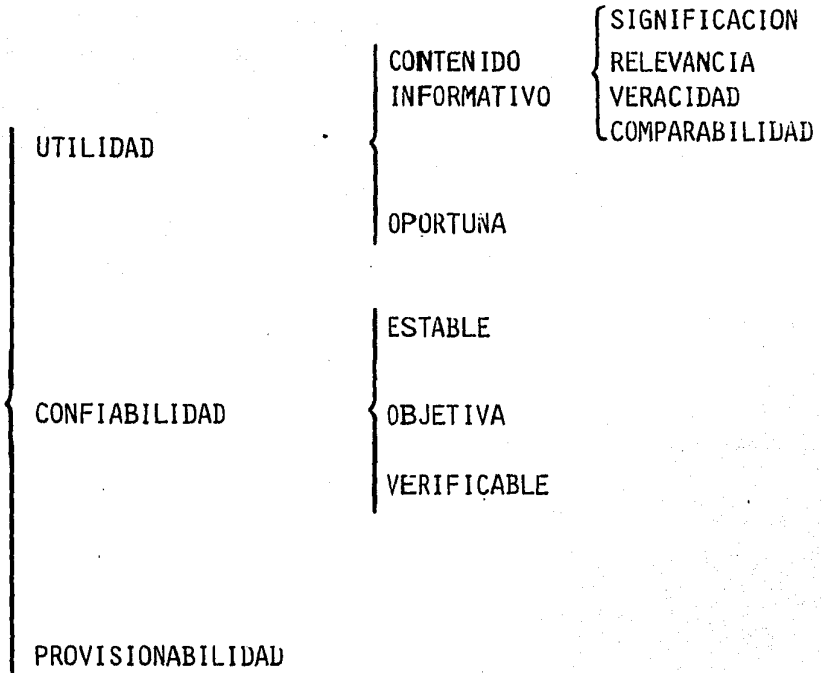 UTILIDAD
CONTENIDO
INFORMATIVO
SIGNIFICACION
RELEVANCIA
VERACIDAD
COMPARABILIDAD
OPORTUNA
CONFIABILIDAD
ESTABLE
OBJETIVA
VERIFICABLE
PROVISIONABILIDAD